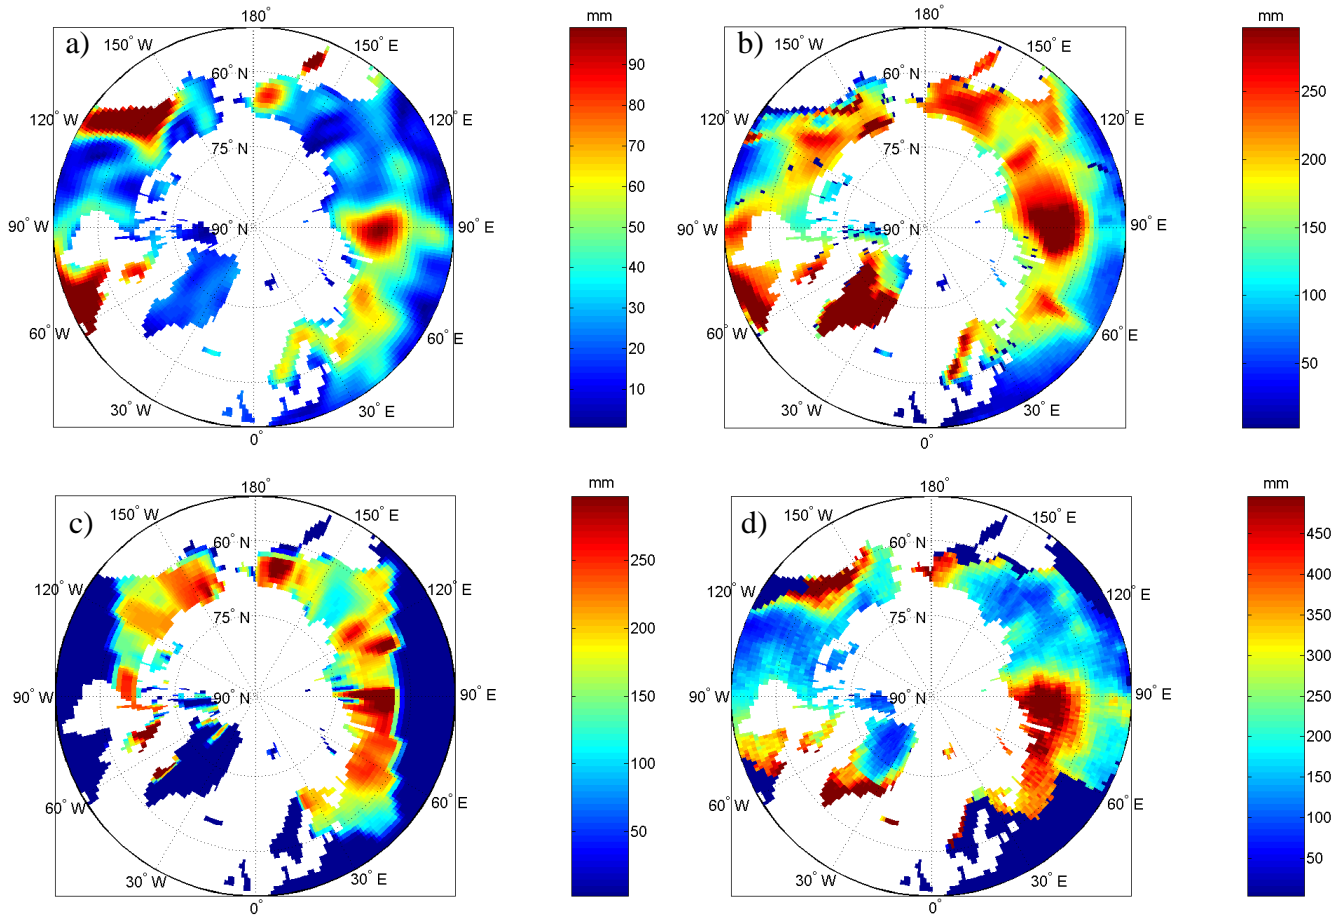 180° mm
a) 150° W 150° E
60° N 90
80
120° W 120° E 70
75° N 60
50
90° W 90° N 90° E 40
30
60° W 60° E 20
10
30° W 30° E
0°
180° mm
b) 150° W 150° E
60° N 250
120° W 120° E 200
75° N
150
90° W 90° N 90° E
100
60° W 60° E 50
30° W 30° E
0°
180° mm
c) 150° W 150° E
60° N 250
120° W 120° E
75° N 200
150
90° W 90° N 90° E
100
60° W 60° E
50
30° W 30° E
0°
180° mm
d) 150° W 150° E
60° N 450
400
120° W 120° E 350
75° N 300
250
90° W 90° N 90° E 200
150
60° W 60° E 100
50
30° W 30° E
0°